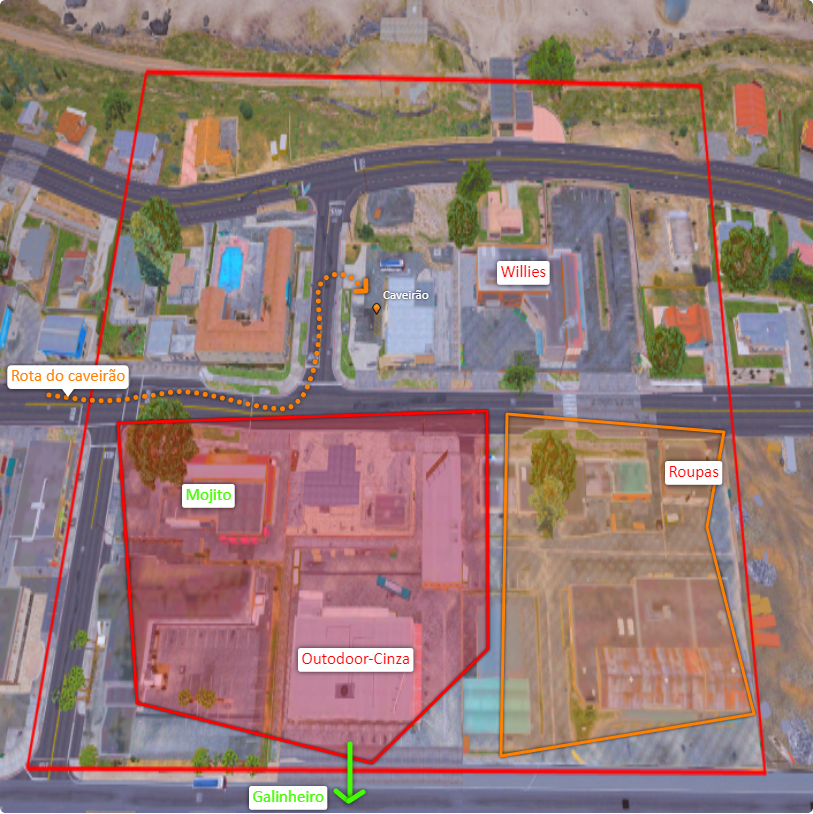 Willies
Caveirão
Rota do caveirão
Roupas
Mojito
Outodoor-Cinza
Galinheiro